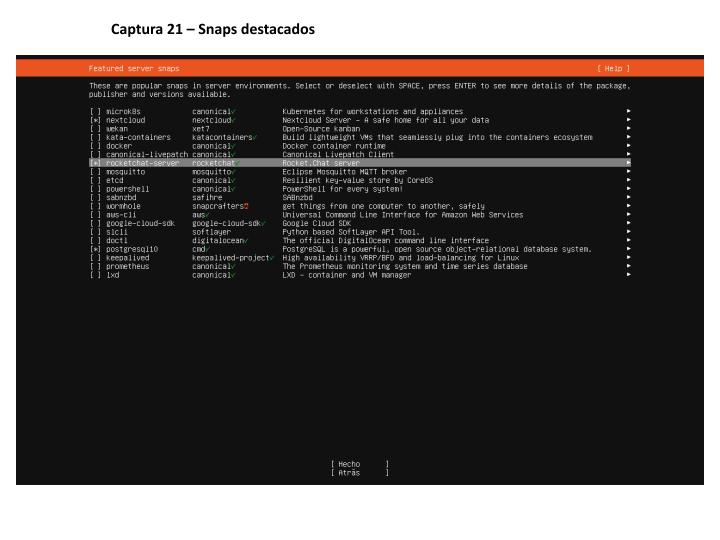 Captura 21 – Snaps destacados
Featured server snaps [ Help ]
These are popular snaps in server environments. Select or deselect with SPACE, press ENTER to see more details of the package,
publisher and versions available.
[ ] microk8s canonical✓ Kubernetes for workstations and appliances ▸
[*] nextcloud nextcloud✓ Nextcloud Server - A safe home for all your data ▸
[ ] wekan xet7 Open-Source kanban ▸
[ ] kata-containers katacontainers✓ Build lightweight VMs that seamlessly plug into the containers ecosystem ▸
[ ] docker canonical✓ Docker container runtime ▸
[ ] canonical-livepatch canonical✓ Canonical Livepatch Client ▸
[*] rocketchat-server rocketchat✓ Rocket.Chat server ▸
[ ] mosquitto mosquitto✓ Eclipse Mosquitto MQTT broker ▸
[ ] etcd canonical✓ Resilient key-value store by CoreOS ▸
[ ] powershell canonical✓ PowerShell for every system! ▸
[ ] sabnzbd safihre SABnzbd ▸
[ ] wormhole snapcrafters get things from one computer to another, safely ▸
[ ] aws-cli aws✓ Universal Command Line Interface for Amazon Web Services ▸
[ ] google-cloud-sdk google-cloud-sdk✓ Google Cloud SDK ▸
[ ] slcli softlayer Python based SoftLayer API Tool. ▸
[ ] doctl digitalocean✓ The official DigitalOcean command line interface ▸
[*] postgresql10 cmd✓ PostgreSQL is a powerful, open source object-relational database system. ▸
[ ] keepalived keepalived-project✓ High availability VRRP/BFD and load-balancing for Linux ▸
[ ] prometheus canonical✓ The Prometheus monitoring system and time series database ▸
[ ] lxd canonical✓ LXD - container and VM manager ▸
[ Hecho ]
[ Atrás ]